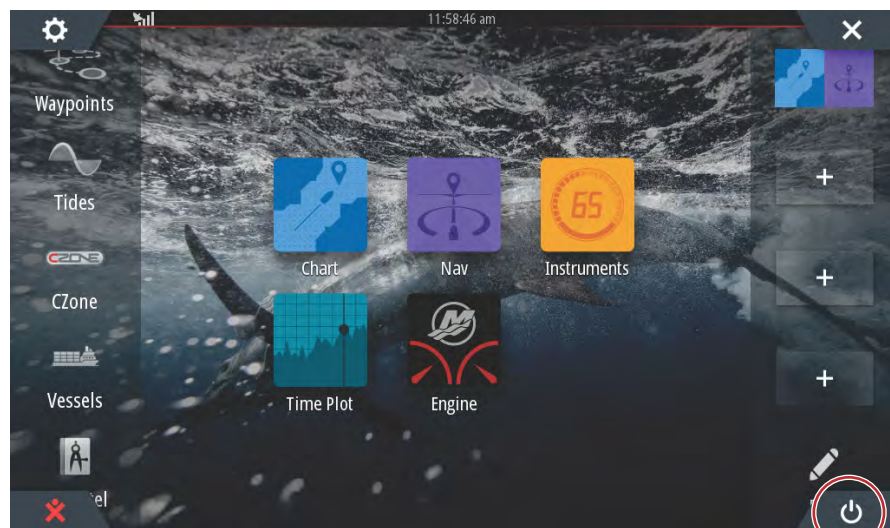 11:58:46 am
Waypoints
Tides
CZONE
CZone
Vessels
65
Chart
Nav
Instruments
Time Plot
Engine